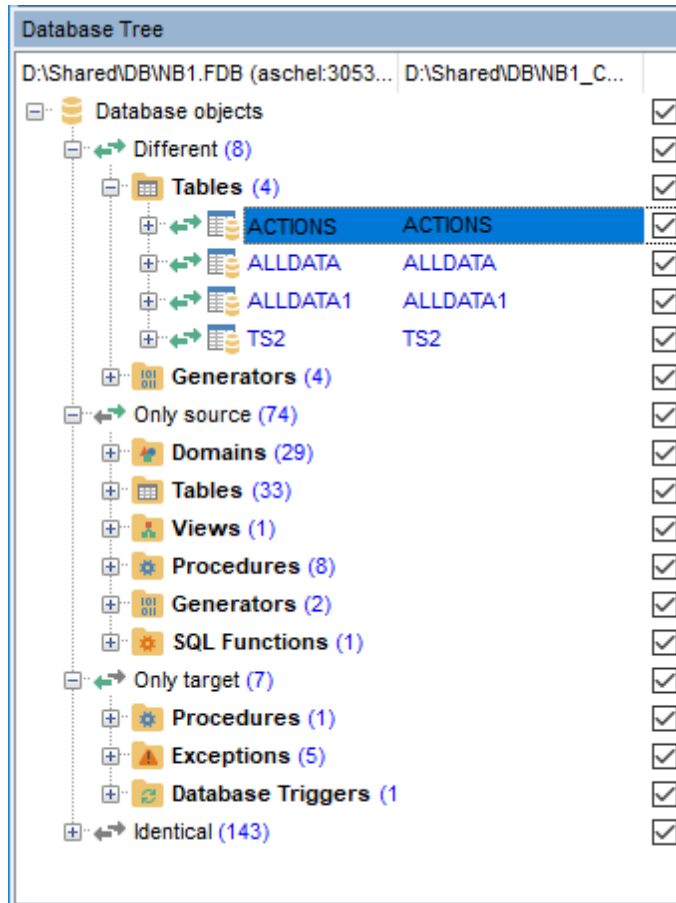 Database Tree
D:\Shared\DB\NB1.FDB (aschel:3053... D:\Shared\DB\NB1_C...
Database objects
Different (8)
Tables (4)
ACTIONS ACTIONS
ALLDATA ALLDATA
ALLDATA1 ALLDATA1
TS2 TS2
Generators (4)
Only source (74)
Domains (29)
Tables (33)
Views (1)
Procedures (8)
Generators (2)
SQL Functions (1)
Only target (7)
Procedures (1)
Exceptions (5)
Database Triggers (1
Identical (143)